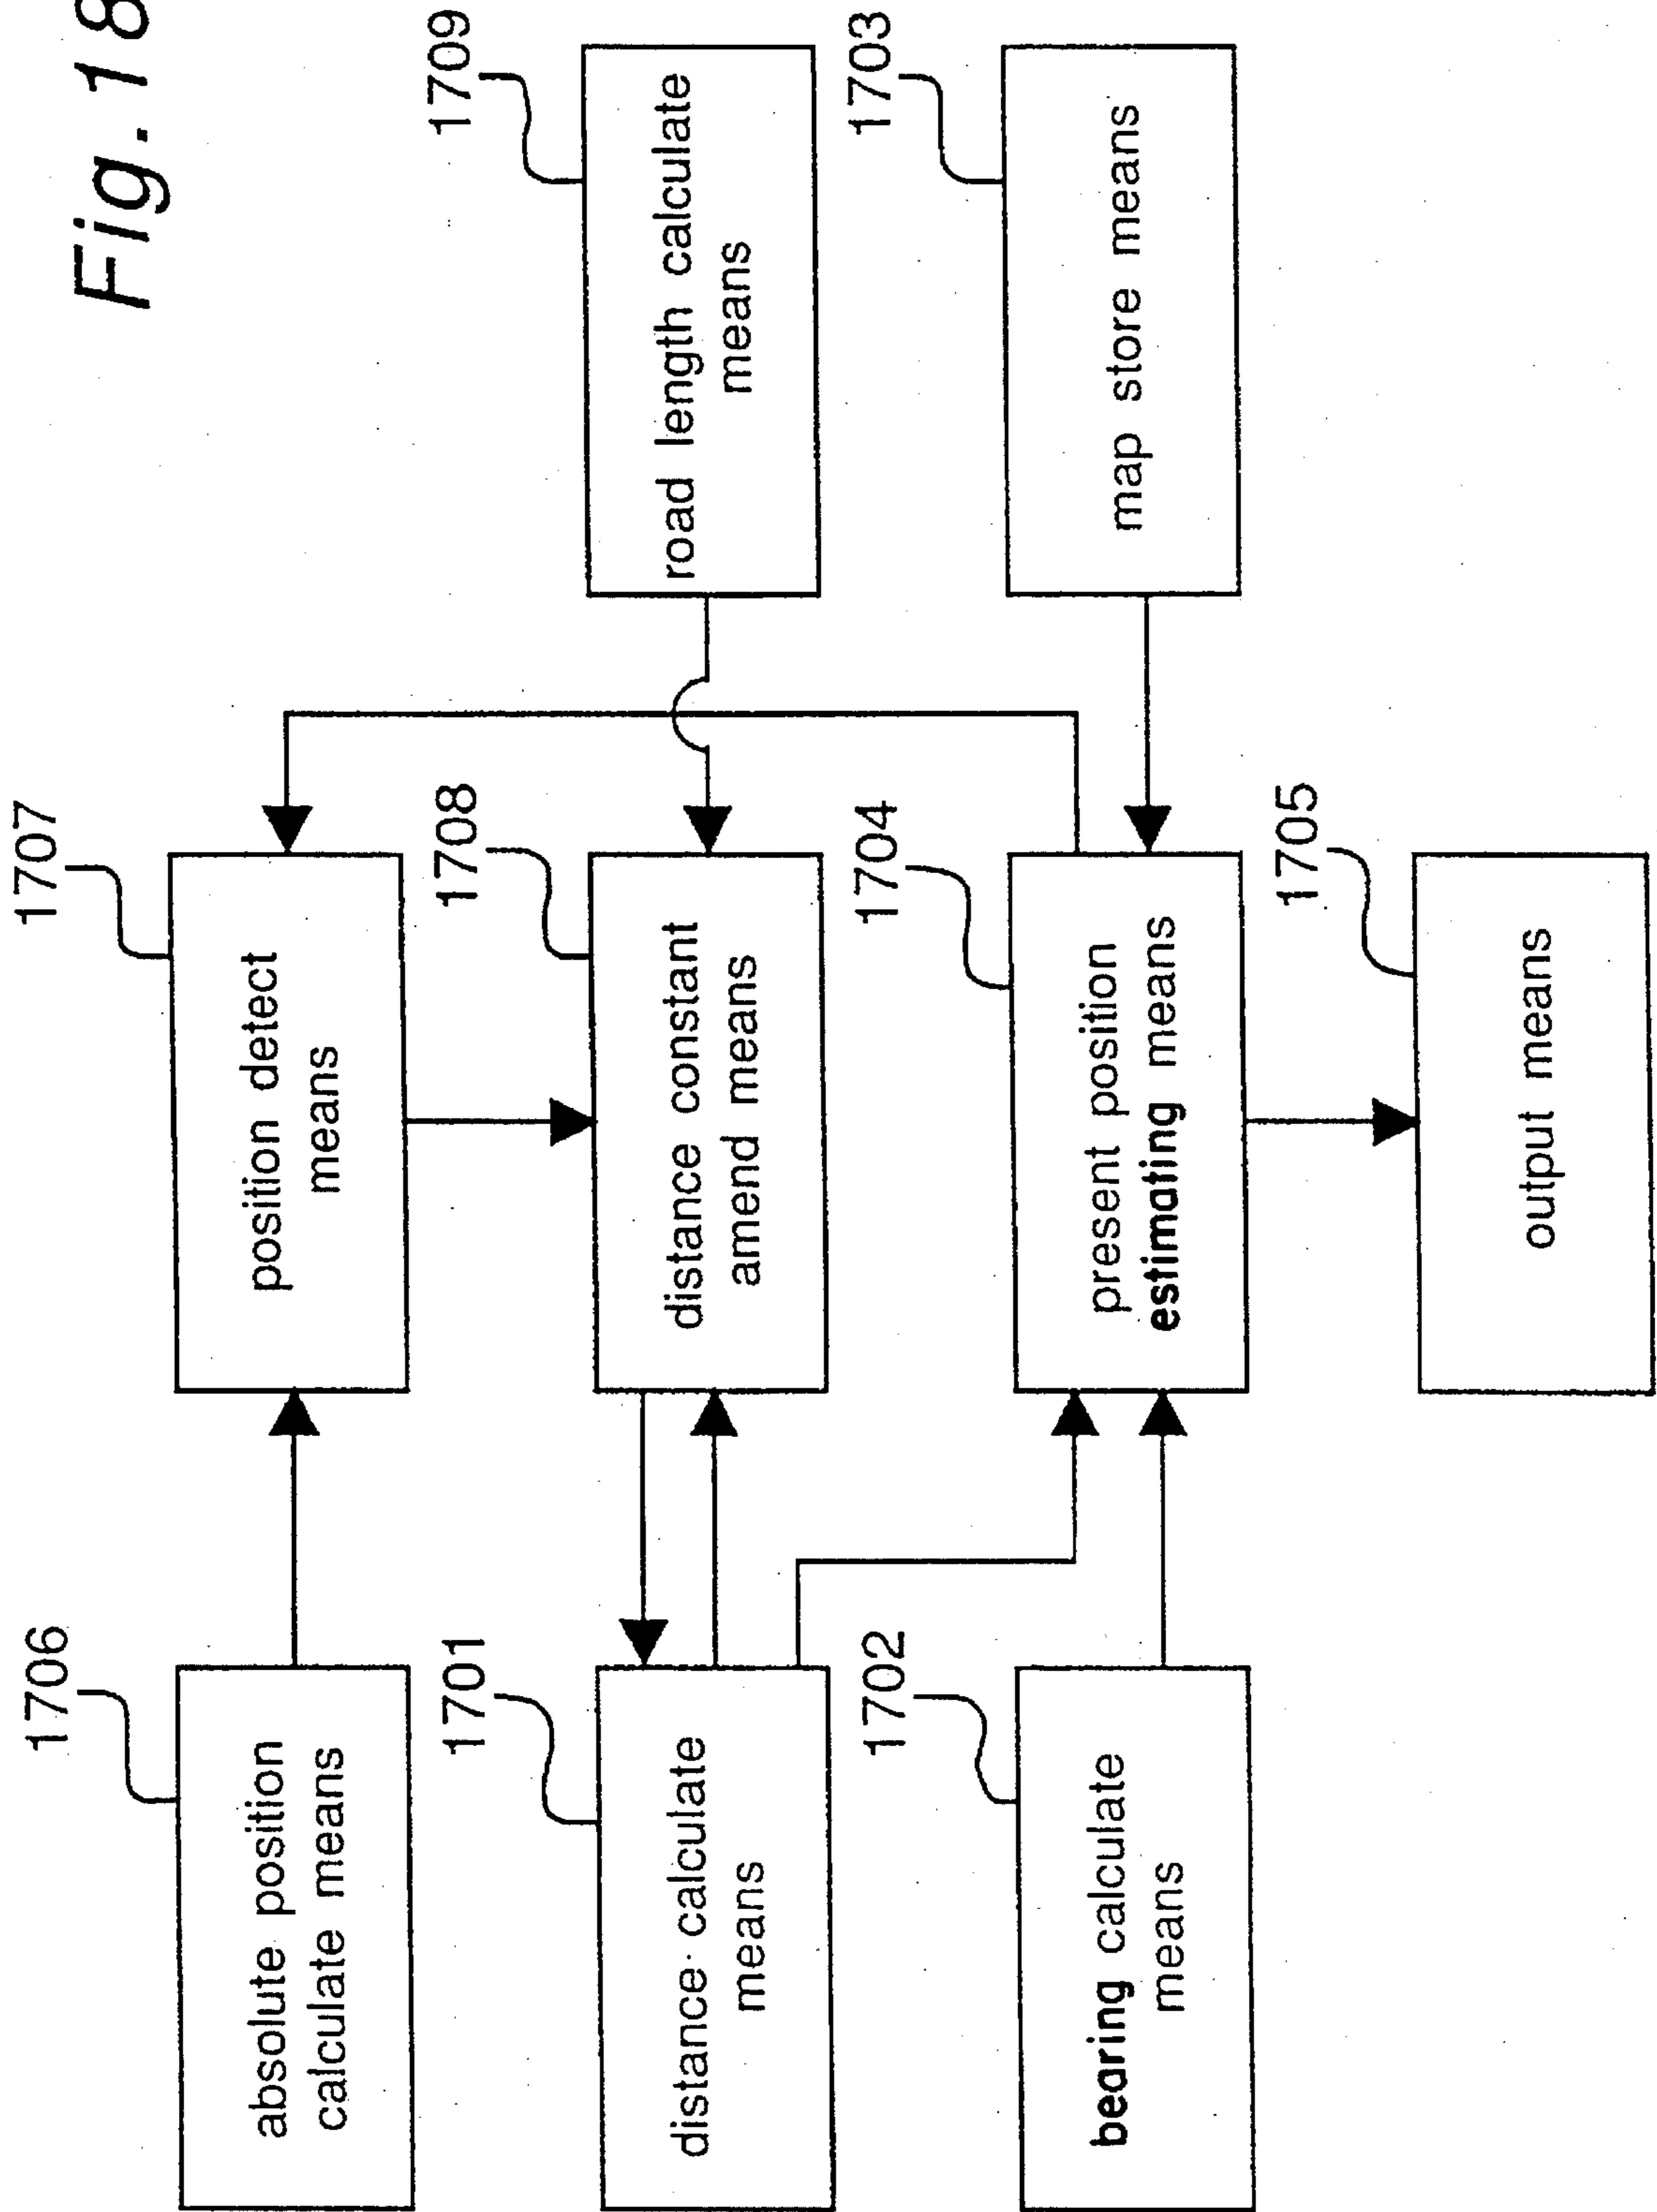 Fig. 18
1706
absolute position
calculate means
1707
position detect
means
1701
distance calculate
means
1708
distance constant
amend means
1709
road length calculate
means
1702
bearing calculate
means
1704
present position
estimating means
1703
map store means
1705
output means